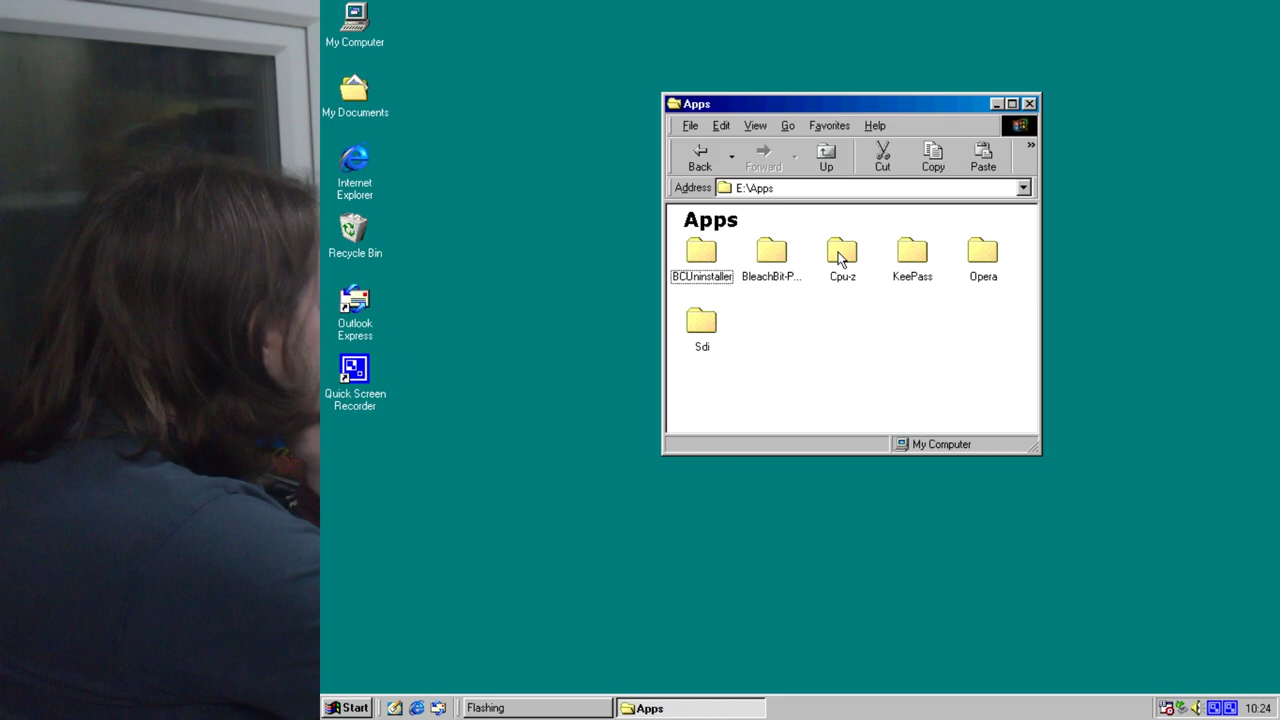 My Computer
My Documents
Internet
Explorer
Recycle Bin
Outlook
Express
Quick Screen
Recorder
Apps
File Edit View Go Favorites Help
Back Forward Up Cut Copy Paste »
Address E:\Apps
Apps
BCUninstaller BleachBit-P... Cpu-z KeePass Opera
Sdi
My Computer
Start Flashing Apps 10:24